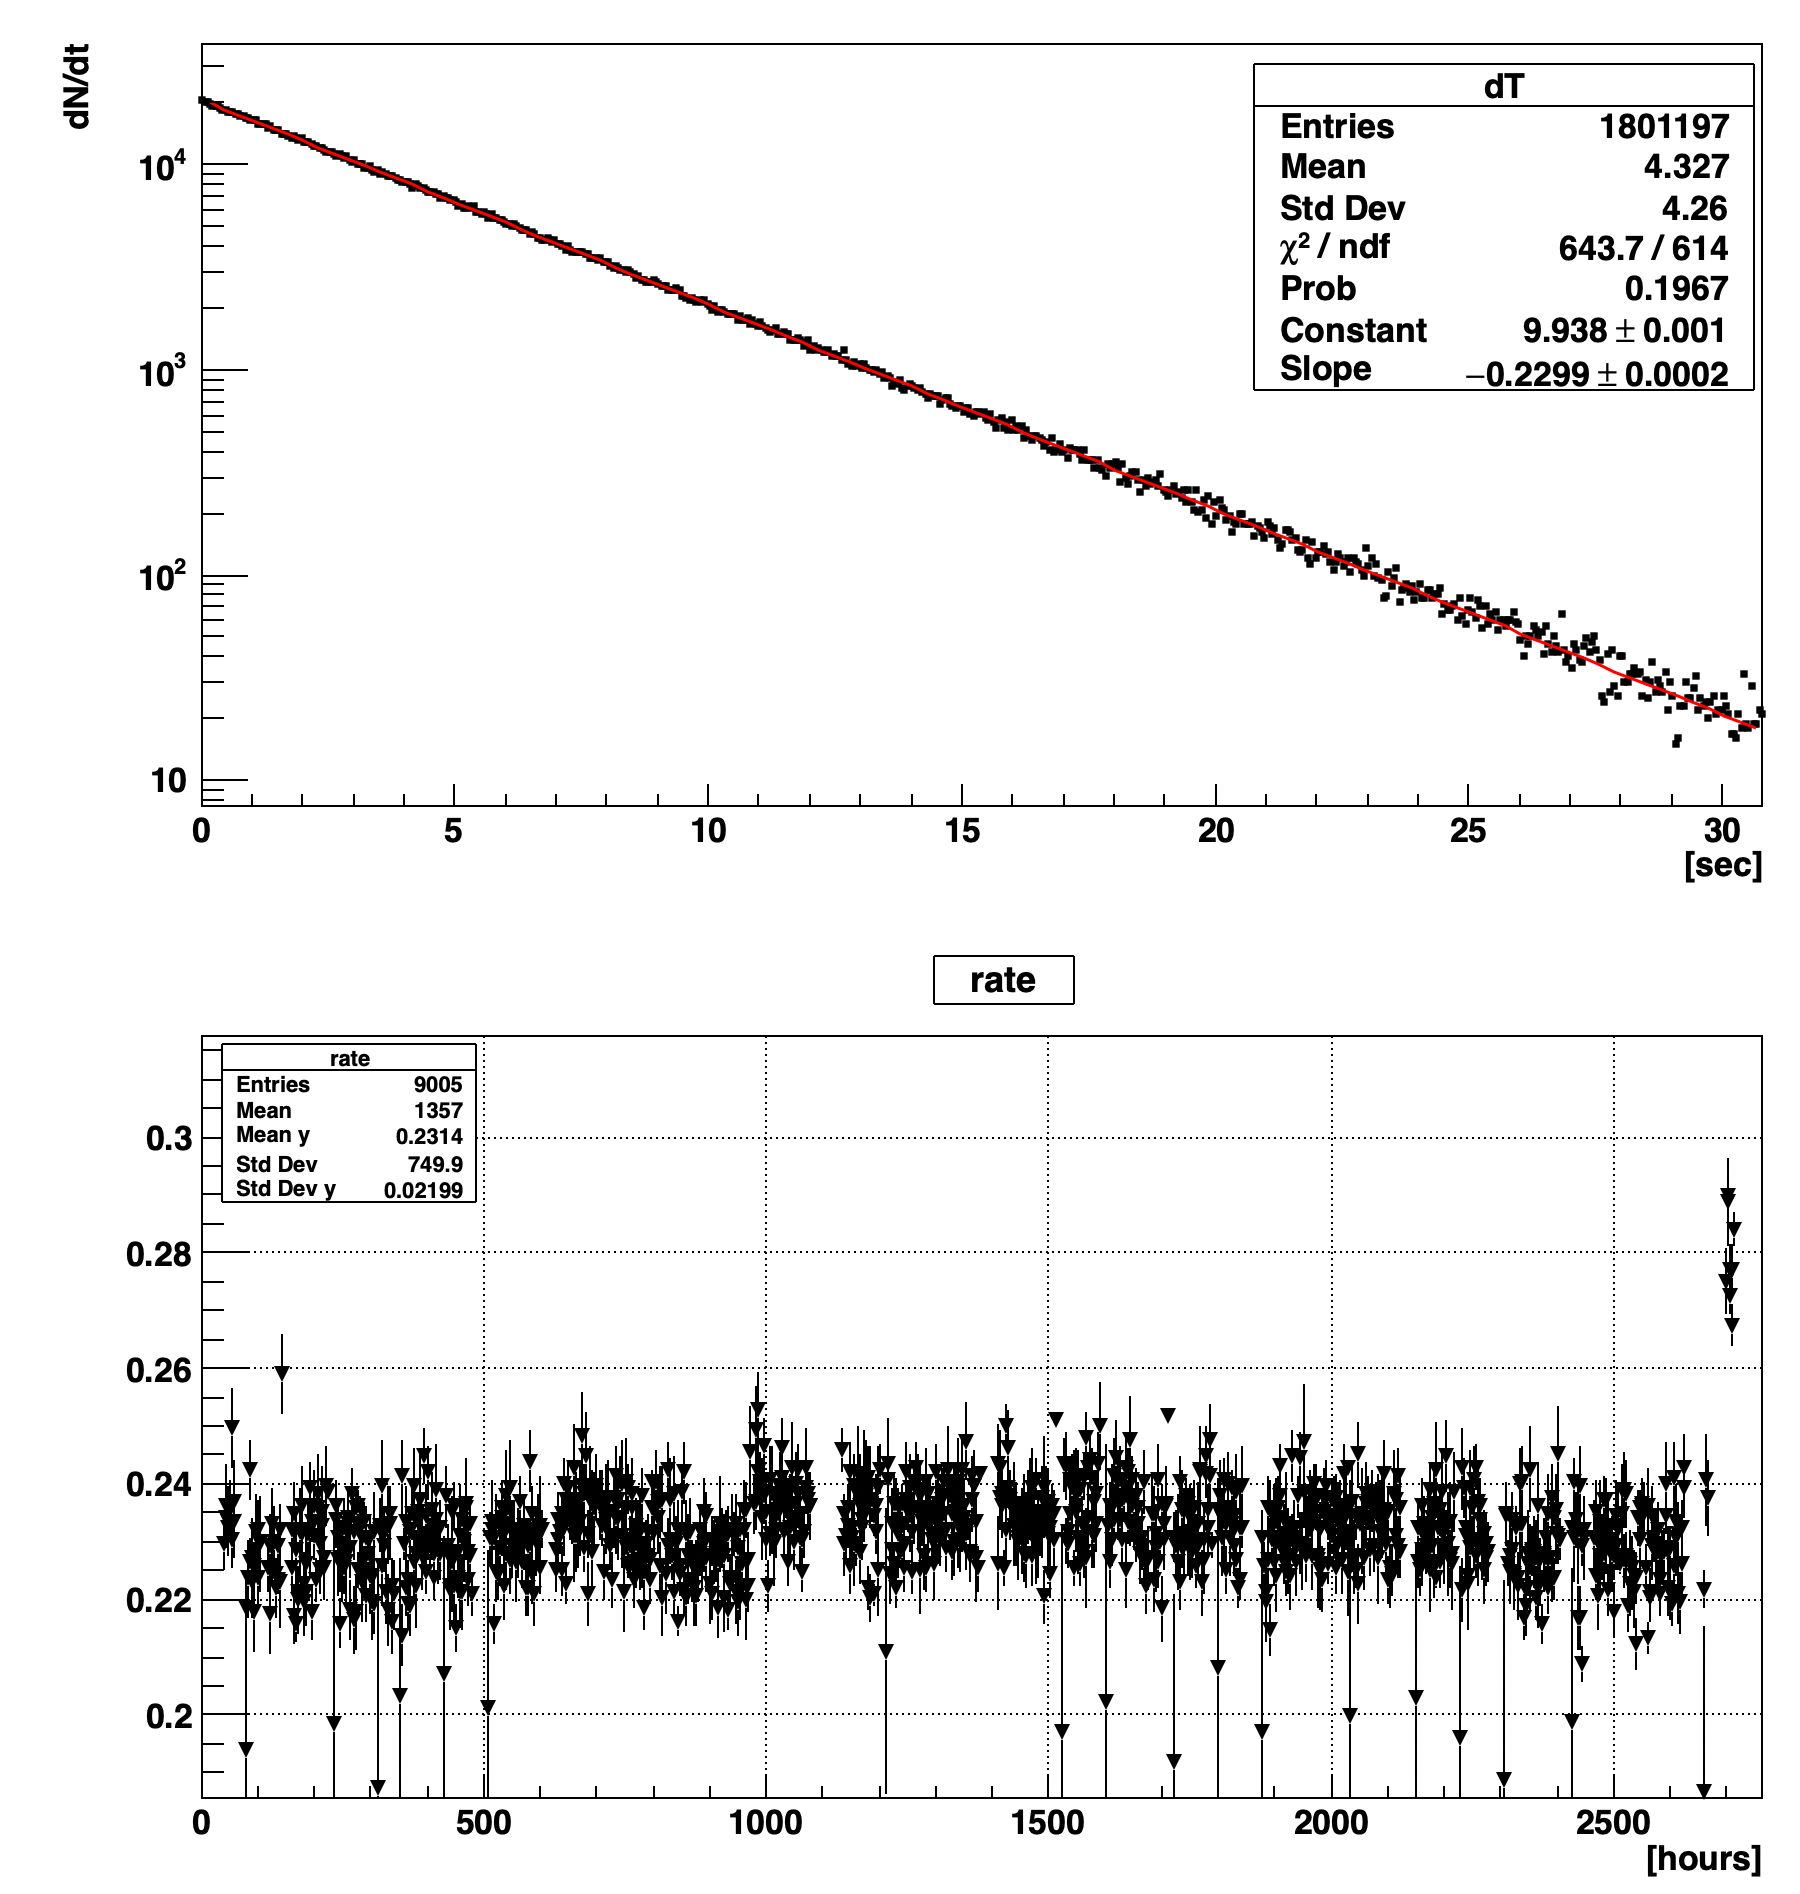 dN/dt
10⁴
10³
10²
10
dT
Entries 1801197
Mean 4.327
Std Dev 4.26
χ² / ndf 643.7 / 614
Prob 0.1967
Constant 9.938 ± 0.001
Slope −0.2299 ± 0.0002
0 5 10 15 20 25 30
[sec]
rate
rate
Entries 9005
Mean 1357
Mean y 0.2314
Std Dev 749.9
Std Dev y 0.02199
0.3
0.28
0.26
0.24
0.22
0.2
0 500 1000 1500 2000 2500
[hours]